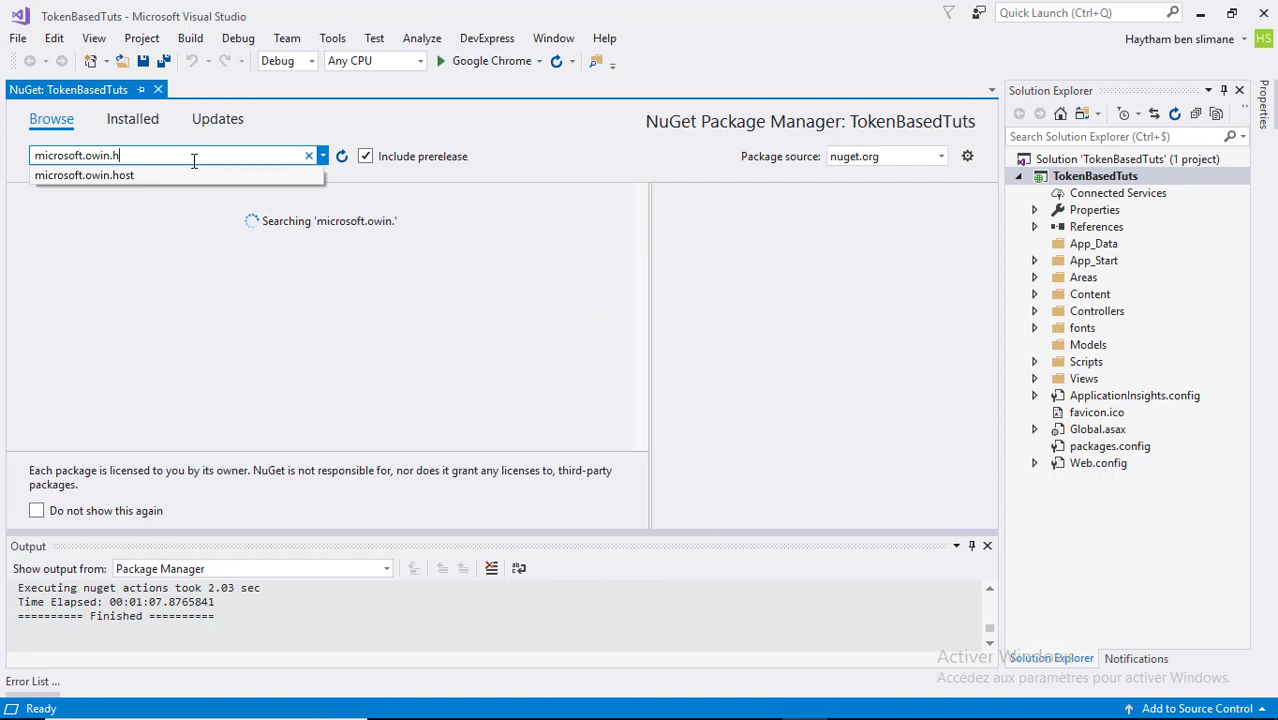 TokenBasedTuts - Microsoft Visual Studio
Quick Launch (Ctrl+Q)
File Edit View Project Build Debug Team Tools Test Analyze DevExpress Window Help
Haytham ben slimane
HS
Debug Any CPU Google Chrome
NuGet: TokenBasedTuts
Browse Installed Updates
NuGet Package Manager: TokenBasedTuts
microsoft.owin.h
Include prerelease
Package source: nuget.org
microsoft.owin.host
Searching 'microsoft.owin.'
Each package is licensed to you by its owner. NuGet is not responsible for, nor does it grant any licenses to, third-party
packages.
Do not show this again
Output
Show output from: Package Manager
Executing nuget actions took 2.03 sec
Time Elapsed: 00:01:07.8765841
========== Finished ==========
Error List ...
Ready
Solution Explorer
Search Solution Explorer (Ctrl+$)
Solution 'TokenBasedTuts' (1 project)
TokenBasedTuts
Connected Services
Properties
References
App_Data
App_Start
Areas
Content
Controllers
fonts
Models
Scripts
Views
ApplicationInsights.config
favicon.ico
Global.asax
packages.config
Web.config
Solution Explorer Notifications
Activer Windows
Accédez aux paramètres pour activer Windows.
Add to Source Control
Properties